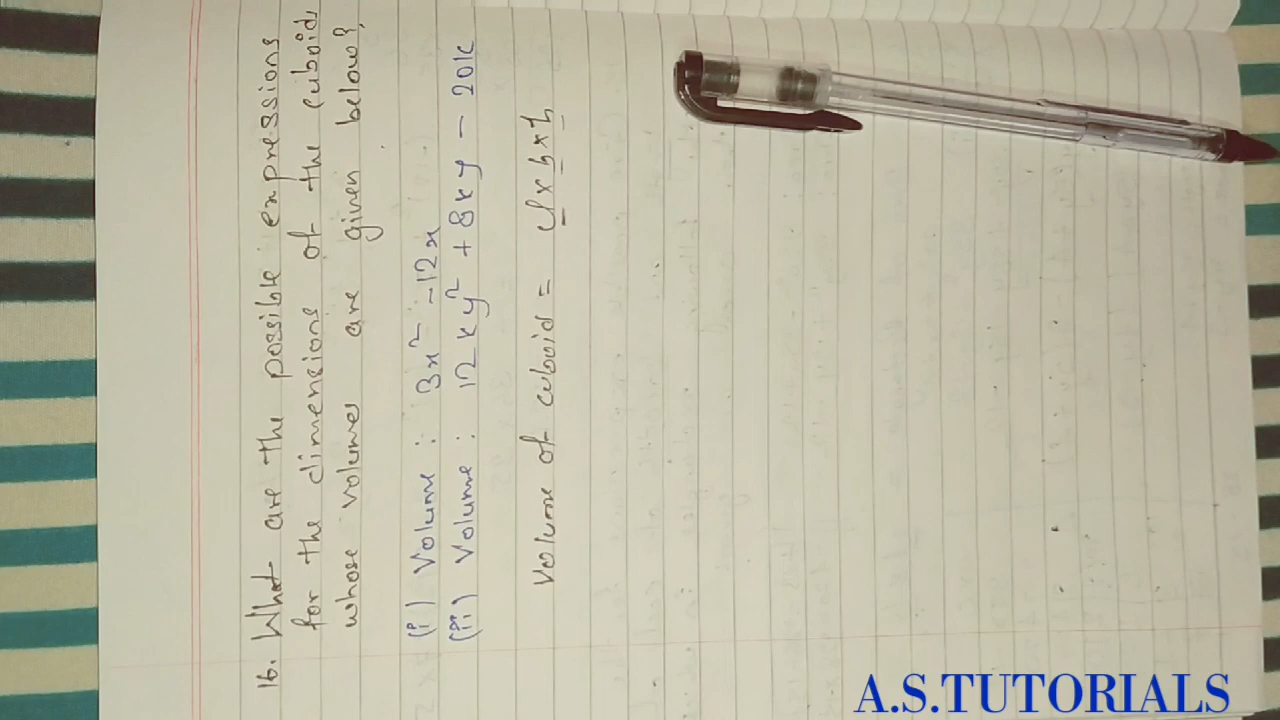 16. What are the possible expressions
for the dimensions of the cuboids
whose volumes are given below?
(i) Volume : 3x² - 12x
(ii) Volume : 12ky² + 8ky - 20k
Volume of cuboid = l x b x h
A.S.TUTORIALS